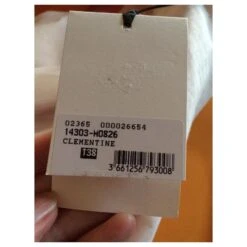 02365 000026654
14303-M0826
CLEMENTINE
T38
3 661256 793008